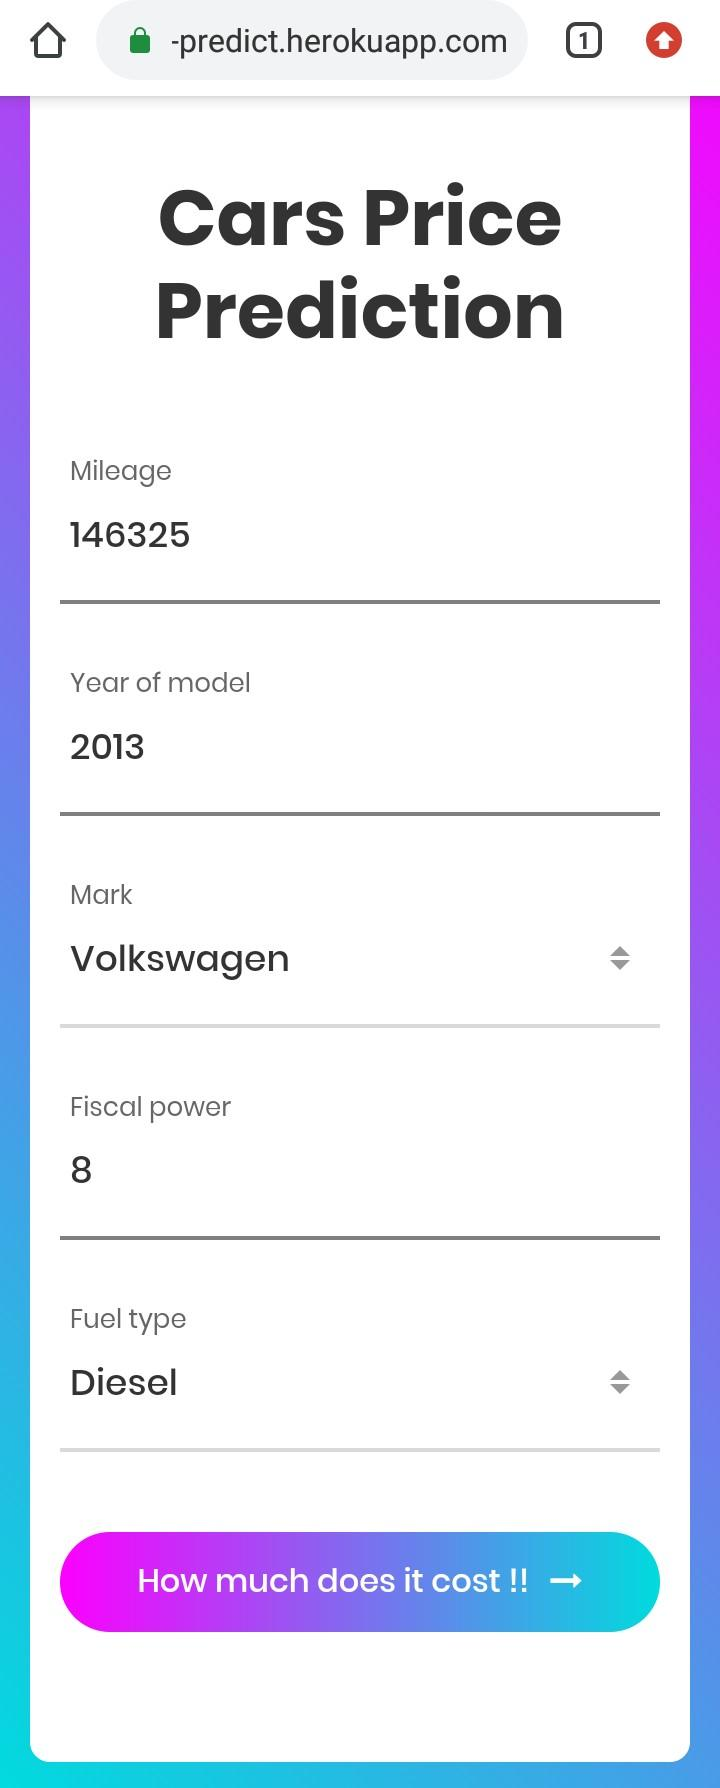 -predict.herokuapp.com
1
Cars Price
Prediction
Mileage
146325
Year of model
2013
Mark
Volkswagen
Fiscal power
8
Fuel type
Diesel
How much does it cost !! →